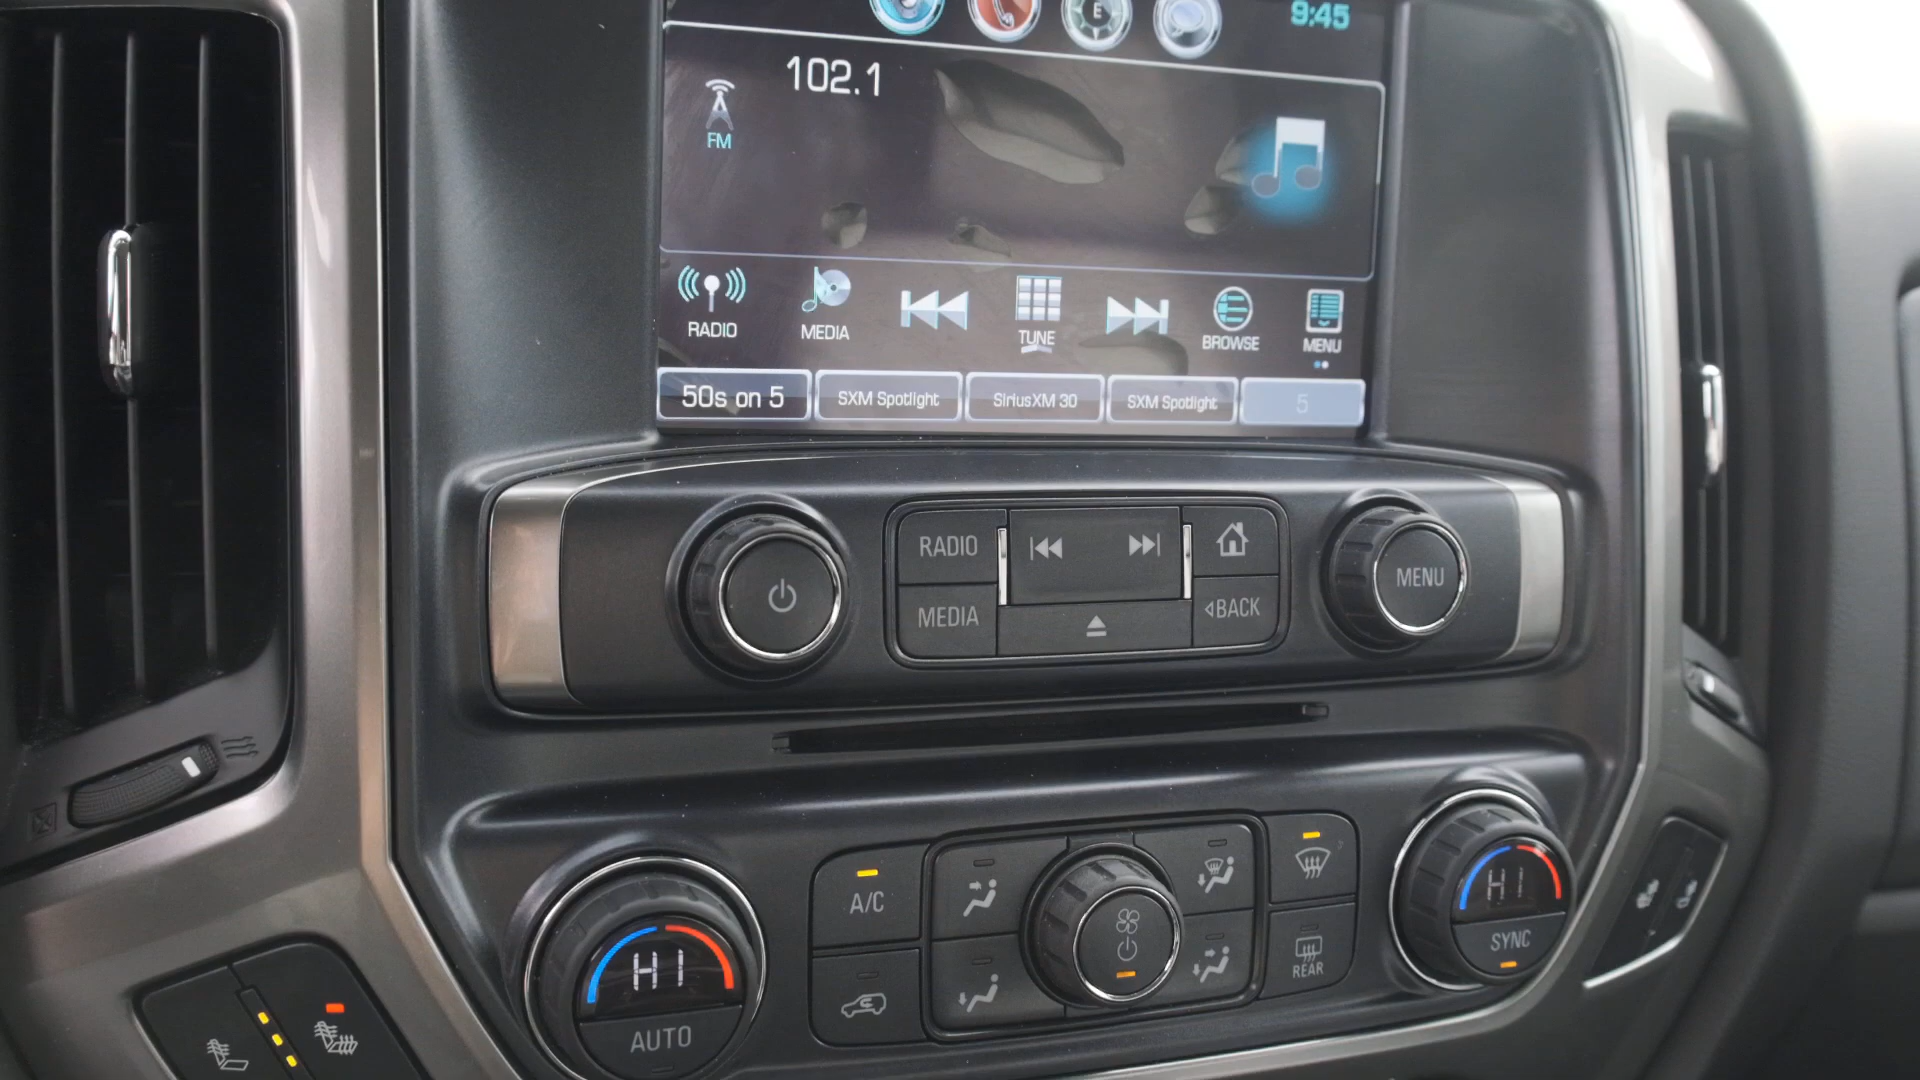 9:45
E
102.1
FM
RADIO
MEDIA
TUNE
BROWSE
MENU
50s on 5
SXM Spotlight
SiriusXM 30
SXM Spotlight
5
RADIO
MEDIA
BACK
MENU
A/C
REAR
HI
AUTO
HI
SYNC